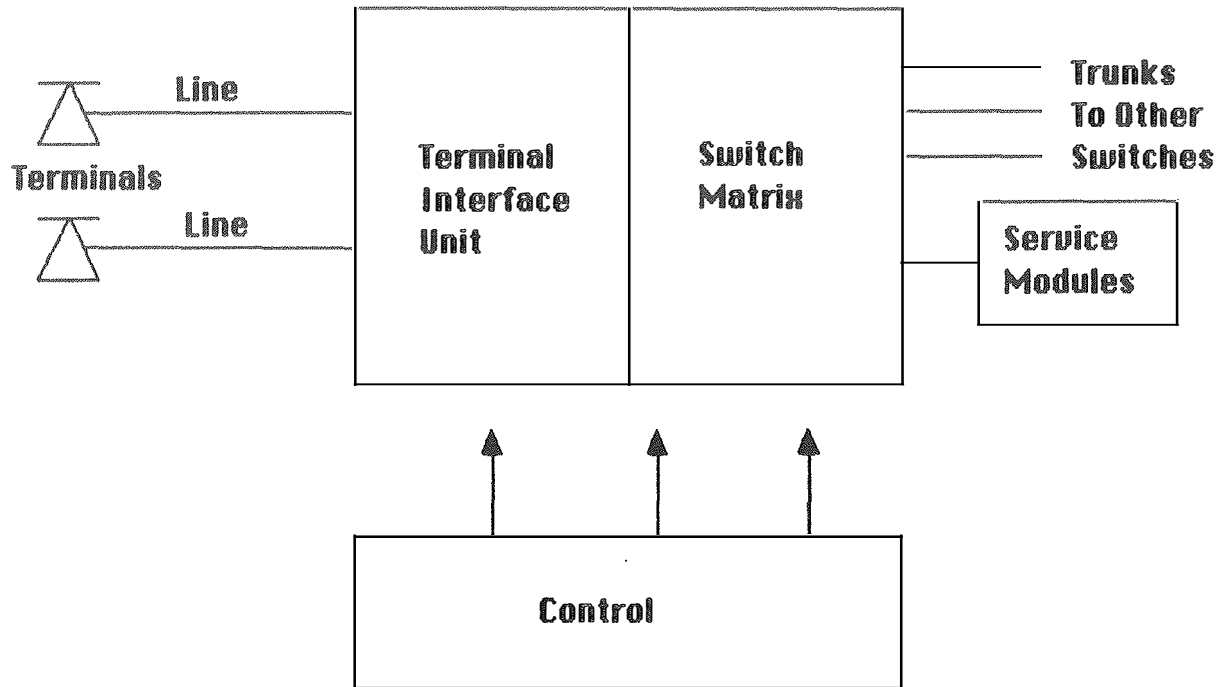 Line
Terminals
Line
Terminal
Interface
Unit
Switch
Matrix
Trunks
To Other
Switches
Service
Modules
Control